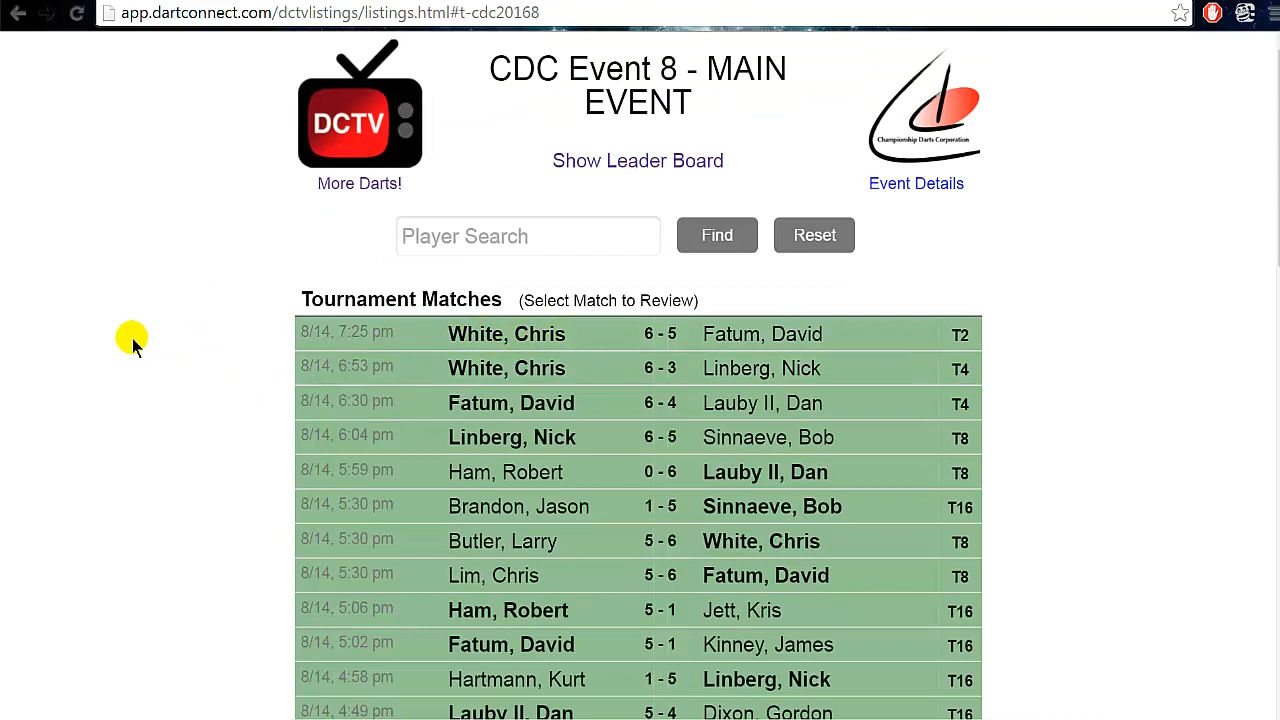 app.dartconnect.com/dctvlistings/listings.html#t-cdc20168
DCTV
More Darts!
CDC Event 8 - MAIN
EVENT
Show Leader Board
Championship Darts Corporation
Event Details
Player Search Find Reset
Tournament Matches (Select Match to Review)
8/14, 7:25 pm White, Chris 6 - 5 Fatum, David T2
8/14, 6:53 pm White, Chris 6 - 3 Linberg, Nick T4
8/14, 6:30 pm Fatum, David 6 - 4 Lauby II, Dan T4
8/14, 6:04 pm Linberg, Nick 6 - 5 Sinnaeve, Bob T8
8/14, 5:59 pm Ham, Robert 0 - 6 Lauby II, Dan T8
8/14, 5:30 pm Brandon, Jason 1 - 5 Sinnaeve, Bob T16
8/14, 5:30 pm Butler, Larry 5 - 6 White, Chris T8
8/14, 5:30 pm Lim, Chris 5 - 6 Fatum, David T8
8/14, 5:06 pm Ham, Robert 5 - 1 Jett, Kris T16
8/14, 5:02 pm Fatum, David 5 - 1 Kinney, James T16
8/14, 4:58 pm Hartmann, Kurt 1 - 5 Linberg, Nick T16
8/14, 4:49 pm Lauby II, Dan 5 - 4 Dixon, Gordon T16